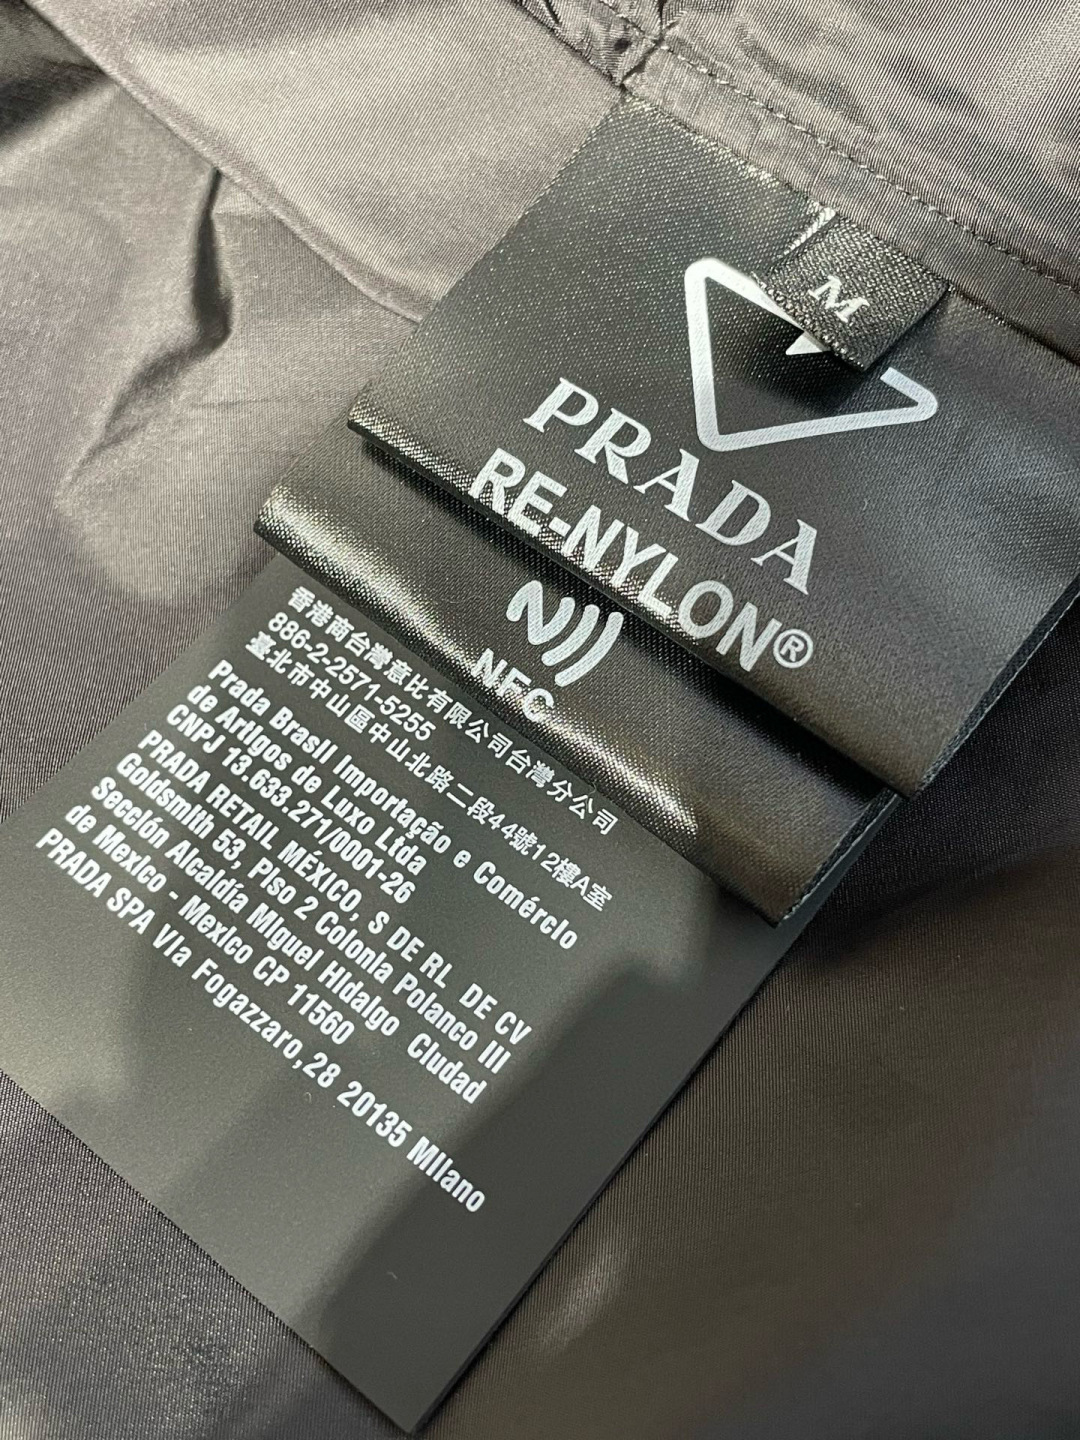 M
PRADA
RE-NYLON®
NFC
香港商台灣意比有限公司台灣分公司
886-2-2571-5255
臺北市中山區中山北路二段44號12樓A室
Prada Brasil Importação e Comércio
de Artigos de Luxo Ltda
CNPJ 13.633.271/0001-26
PRADA RETAIL MÉXICO, S DE RL DE CV
Goldsmith 53, Piso 2 Colonia Polanco III
Sección Alcaldía Miguel Hidalgo Ciudad
de Mexico - Mexico CP 11560
PRADA SPA Via Fogazzaro,28 20135 Milano